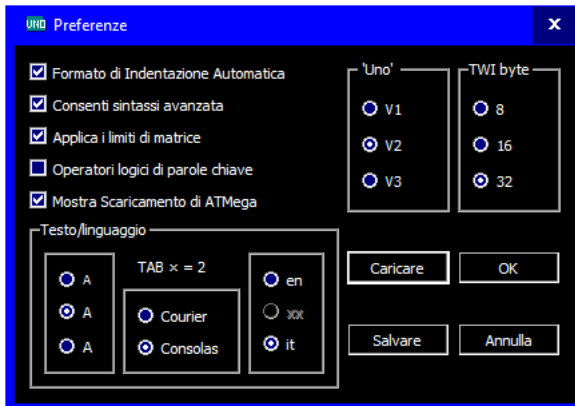 UHD Preferenze x
Formato di Indentazione Automatica
Consenti sintassi avanzata
Applica i limiti di matrice
Operatori logici di parole chiave
Mostra Scaricamento di ATMega
'Uno'
V1
V2
V3
TWI byte
8
16
32
Testo/linguaggio
A
A
A
TAB × = 2
Courier
Consolas
en
xx
it
Caricare
OK
Salvare
Annulla